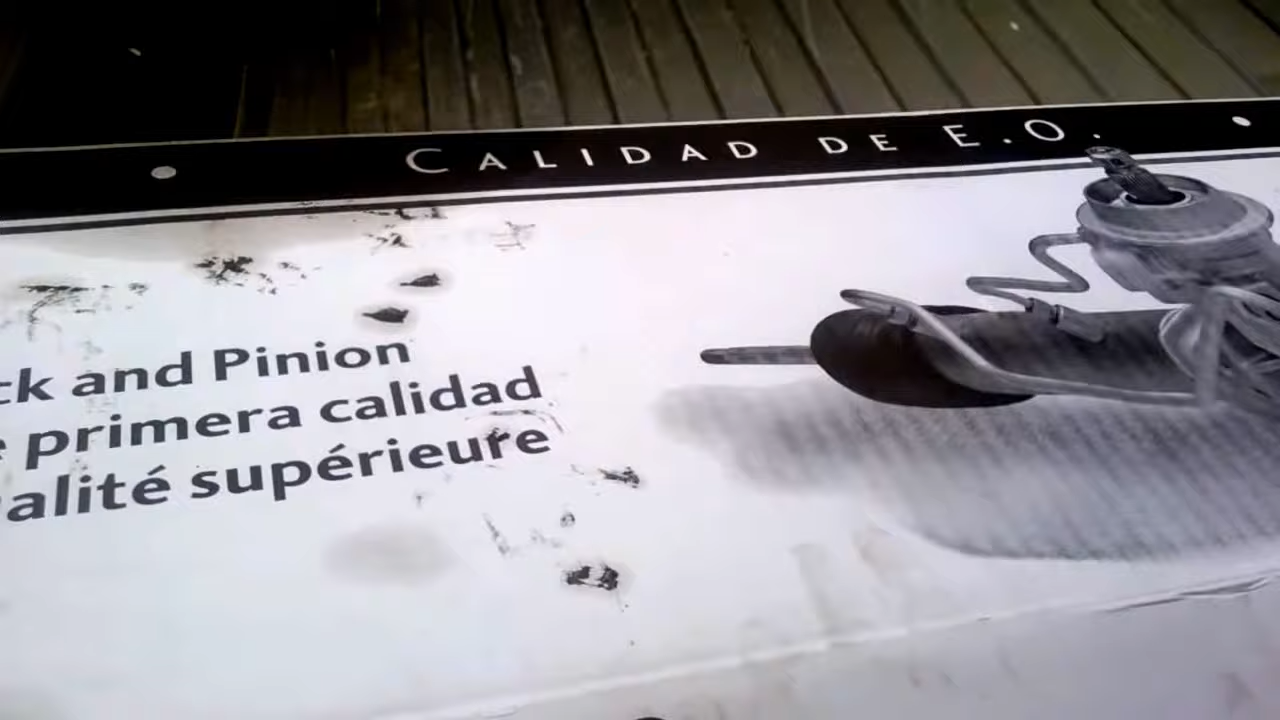 CALIDAD DE E.O.
ck and Pinion
primera calidad
alité supérieure